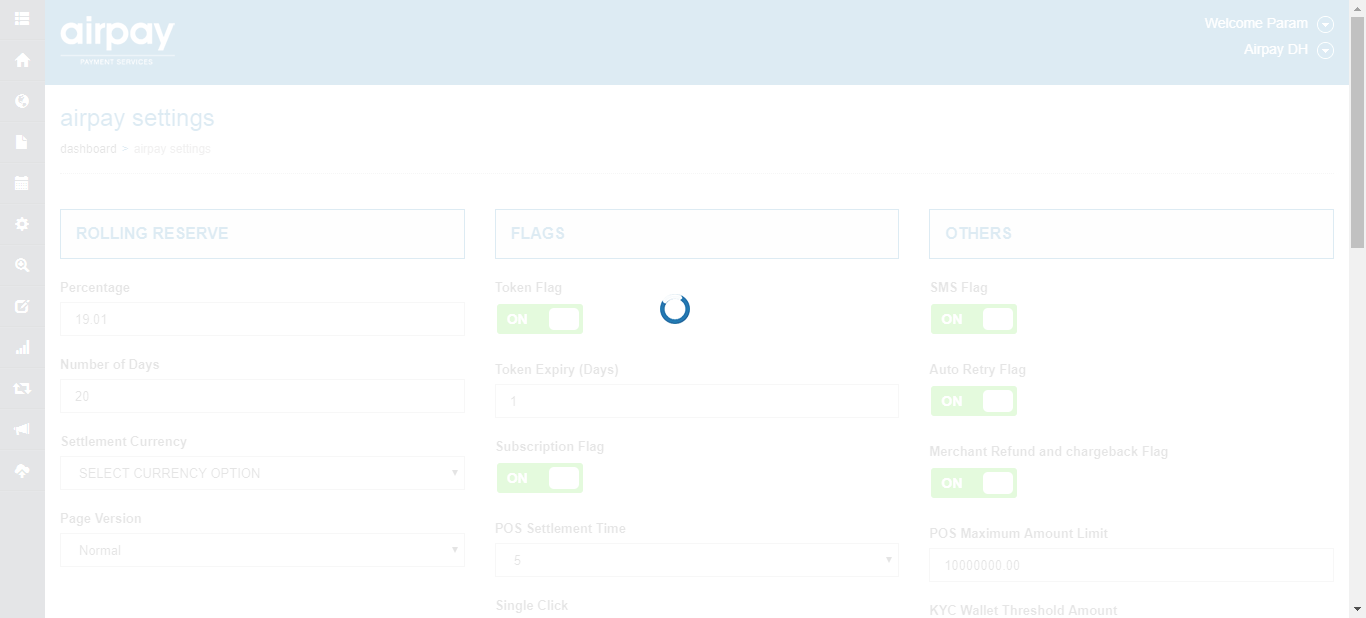 airpay
PAYMENT SERVICES
Welcome Param
Airpay DH
airpay settings
dashboard > airpay settings
ROLLING RESERVE
Percentage
19.01
Number of Days
20
Settlement Currency
SELECT CURRENCY OPTION
Page Version
Normal
FLAGS
Token Flag
ON
Token Expiry (Days)
1
Subscription Flag
ON
POS Settlement Time
5
Single Click
OTHERS
SMS Flag
ON
Auto Retry Flag
ON
Merchant Refund and chargeback Flag
ON
POS Maximum Amount Limit
10000000.00
KYC Wallet Threshold Amount